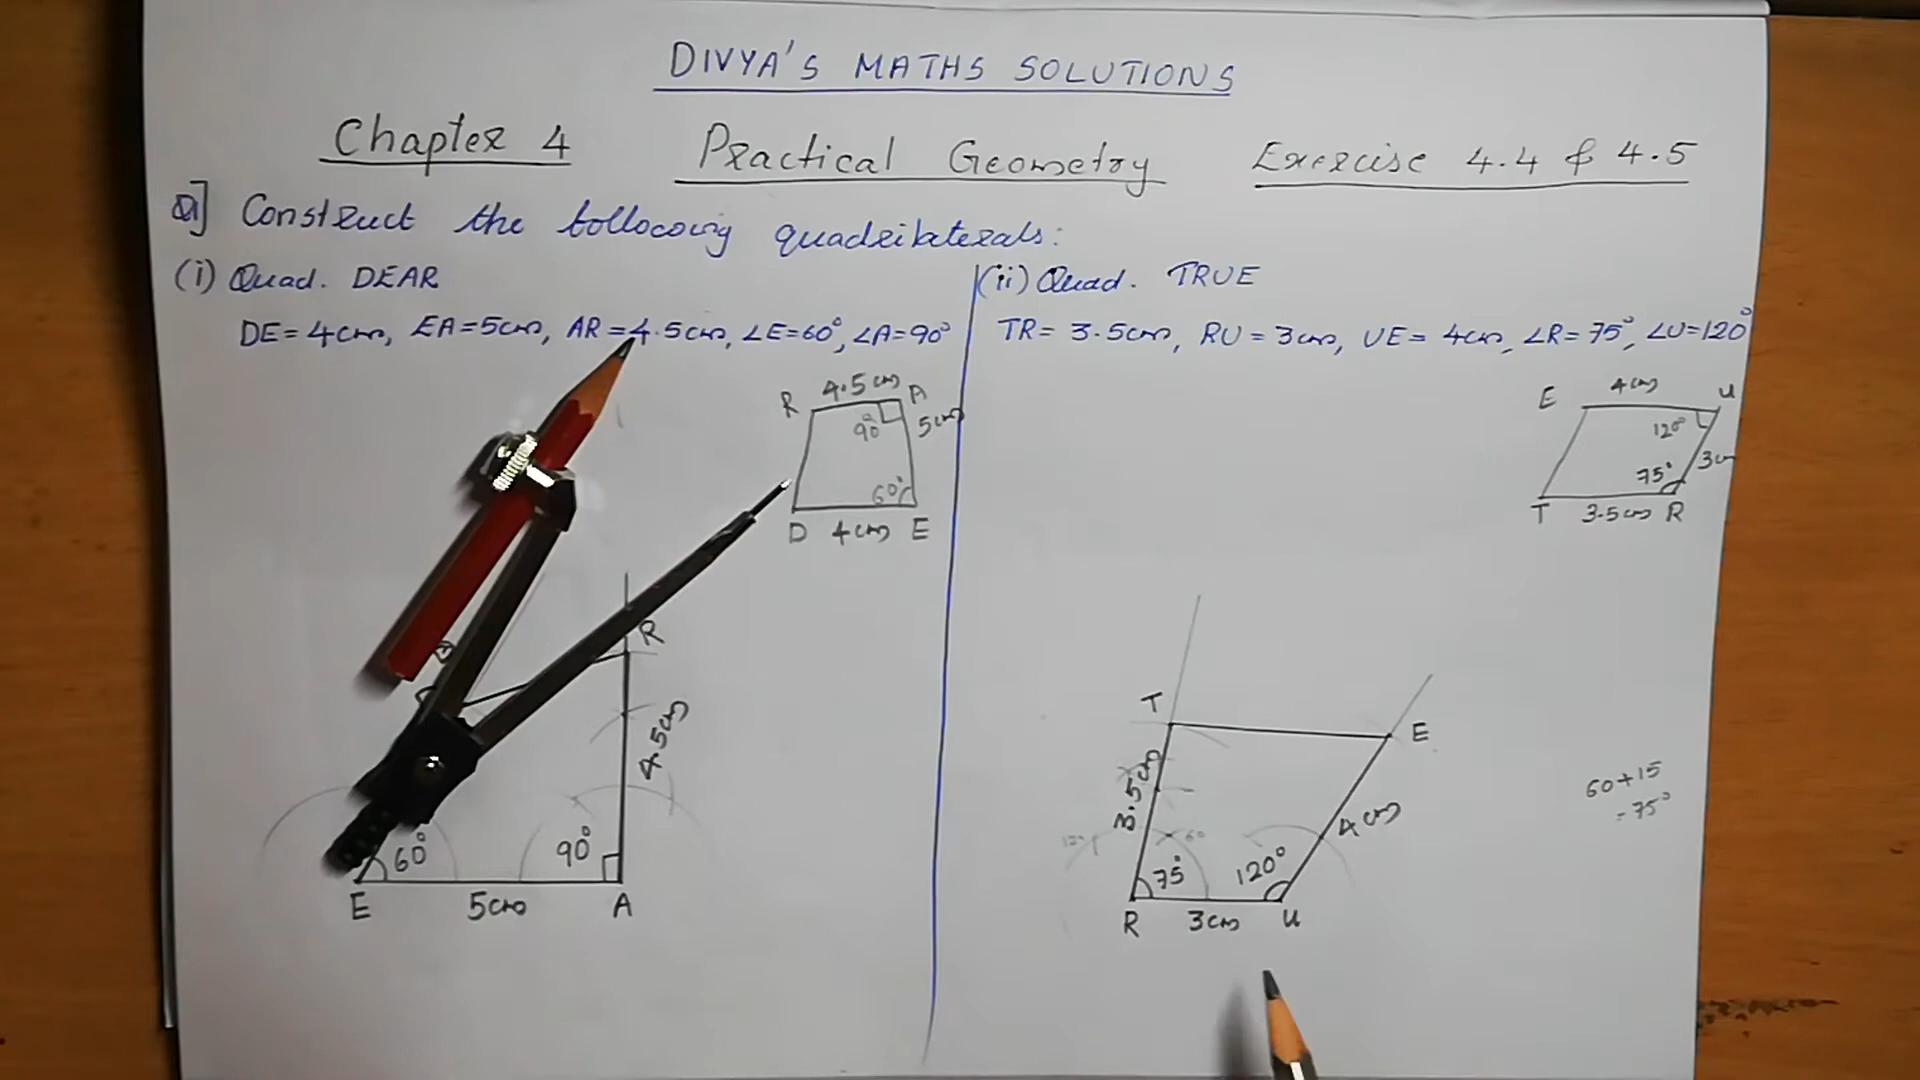 DIVYA'S MATHS SOLUTIONS
Chapter 4 Practical Geometry Exercise 4.4 & 4.5
Q] Construct the following quadrilaterals:
(i) Quad. DEAR
DE = 4cm, EA = 5cm, AR = 4.5cm, ∠E = 60°, ∠A = 90°
R 4.5cm A
90° 5cm
60°
D 4cm E
R
4.5cm
60° 90°
E 5cm A
(ii) Quad. TRUE
TR = 3.5cm, RU = 3cm, UE = 4cm, ∠R = 75°, ∠U = 120°
E 4cm U
120°
75° 3cm
T 3.5cm R
T E
3.5cm 4cm
60
75° 120°
R 3cm U
60+15
= 75°